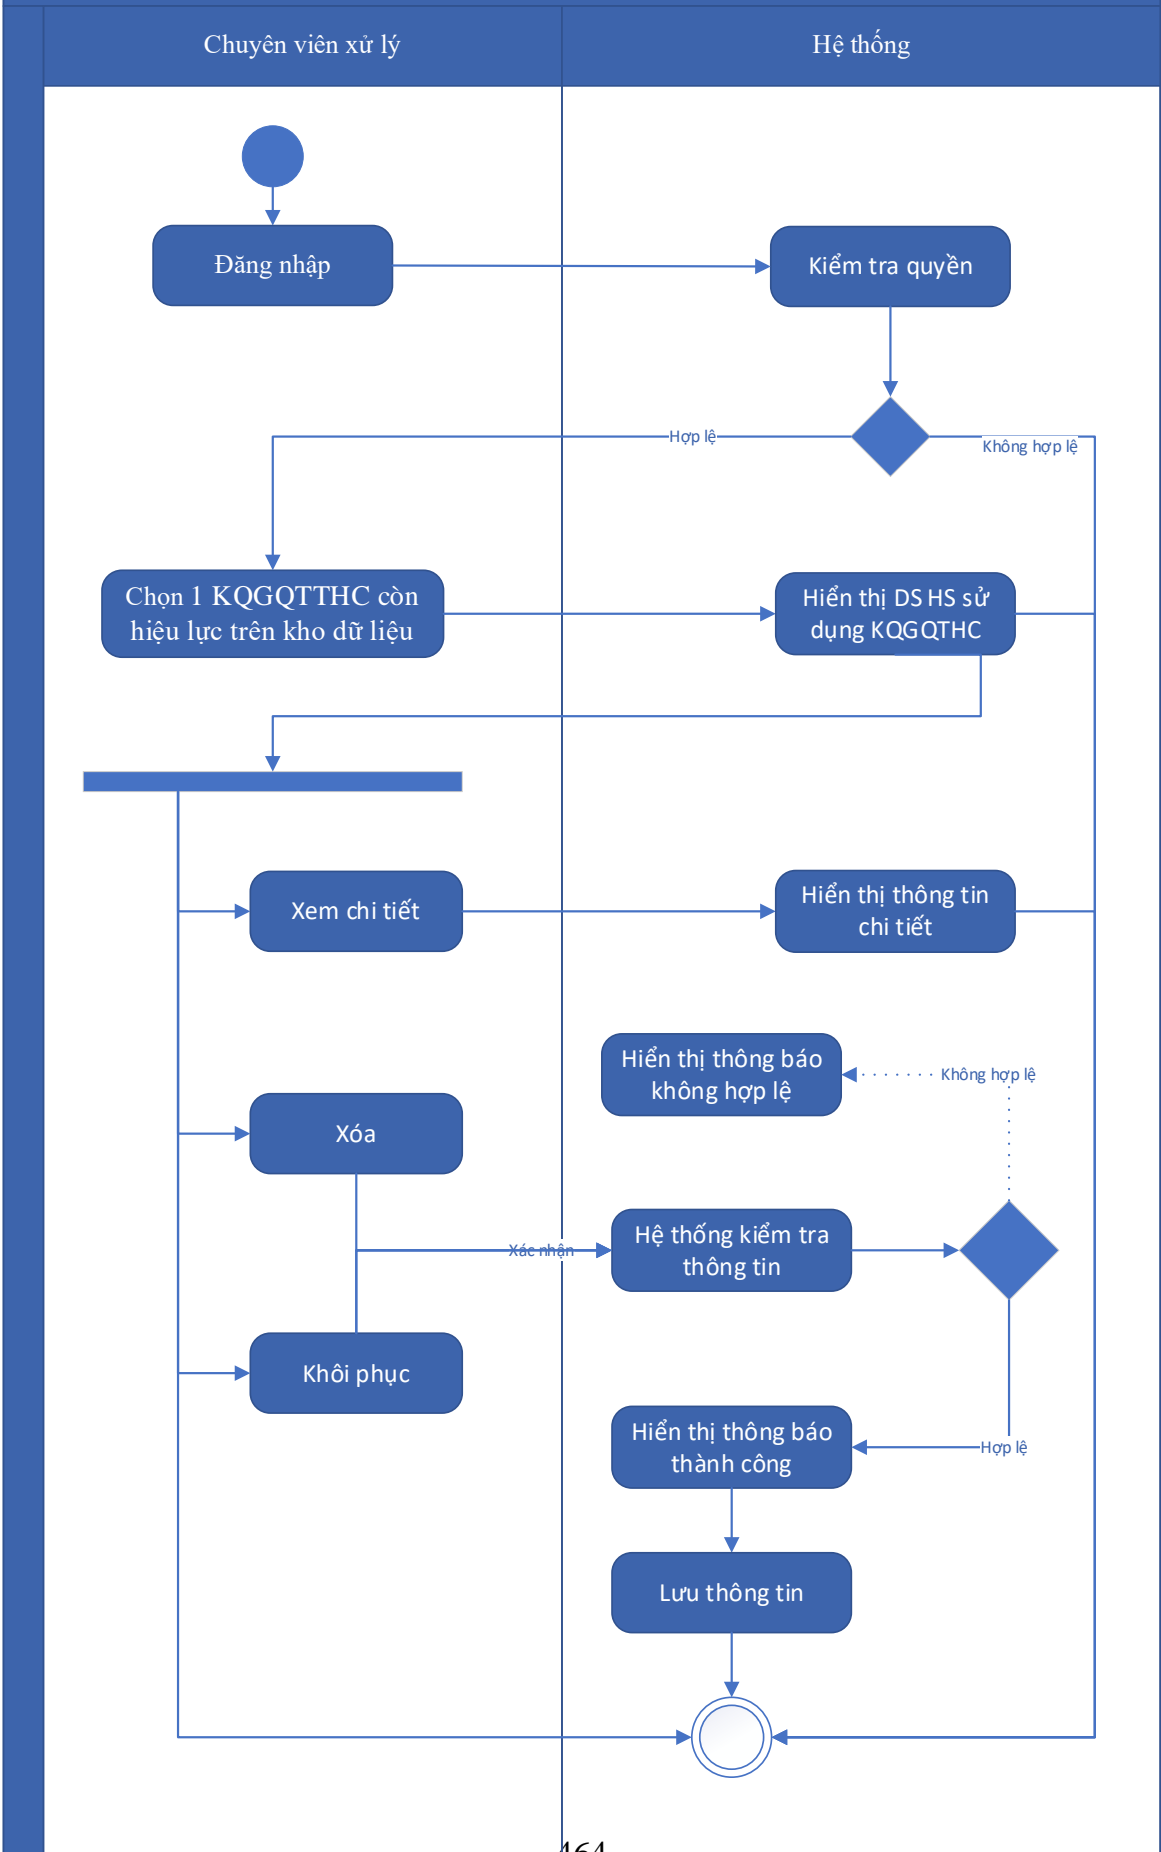 Chuyên viên xử lý
Hệ thống
Đăng nhập
Kiểm tra quyền
Hợp lệ
Không hợp lệ
Chọn 1 KQGQTTHC còn
hiệu lực trên kho dữ liệu
Hiển thị DS HS sử
dụng KQGQTHC
Xem chi tiết
Hiển thị thông tin
chi tiết
Hiển thị thông báo
không hợp lệ
Không hợp lệ
Xóa
Xác nhận
Hệ thống kiểm tra
thông tin
Khôi phục
Hiển thị thông báo
thành công
Hợp lệ
Lưu thông tin
464